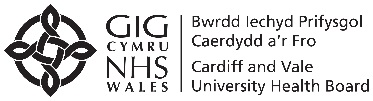 GIG
CYMRU
NHS
WALES
Bwrdd Iechyd Prifysgol
Caerdydd a'r Fro
Cardiff and Vale
University Health Board